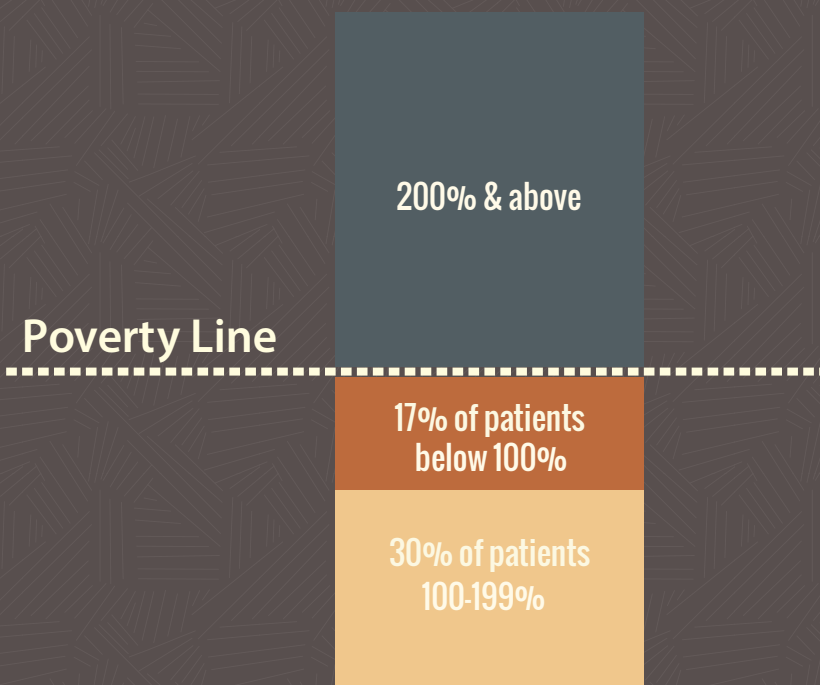 200% & above
Poverty Line
17% of patients
below 100%
30% of patients
100-199%